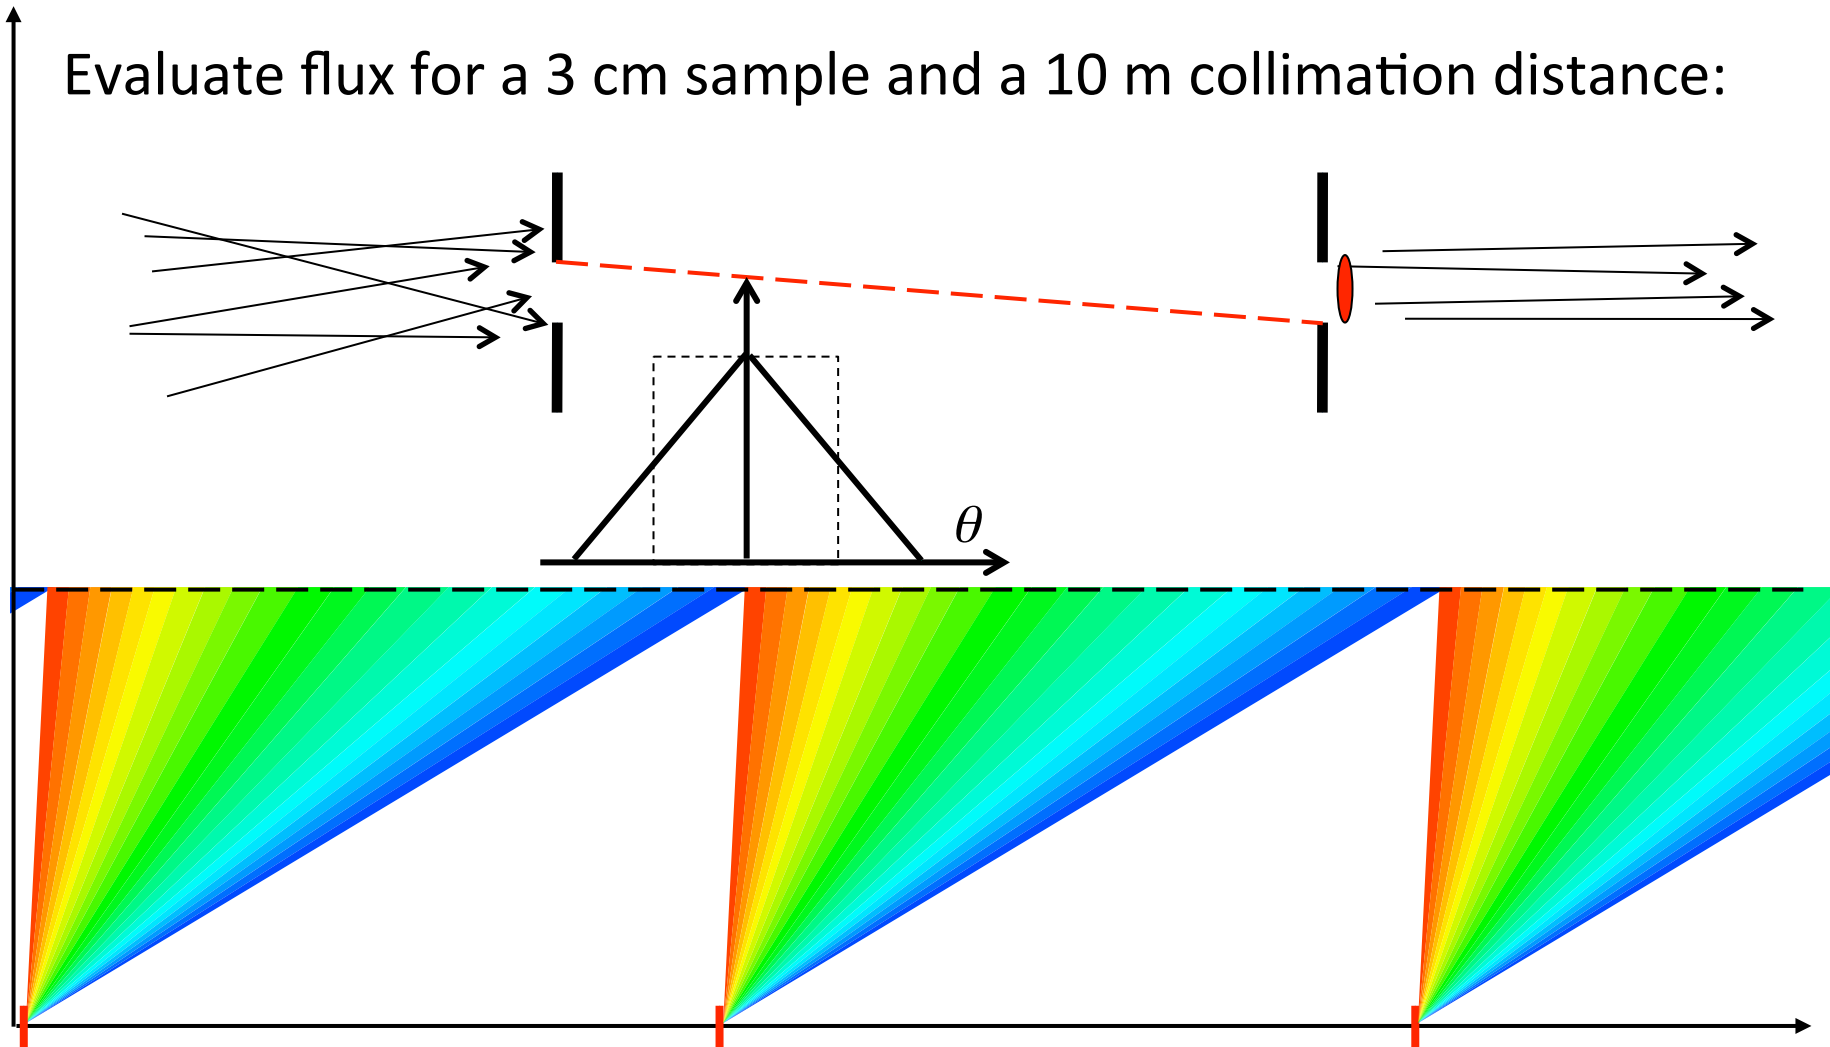 Evaluate flux for a 3 cm sample and a 10 m collimation distance:
θ